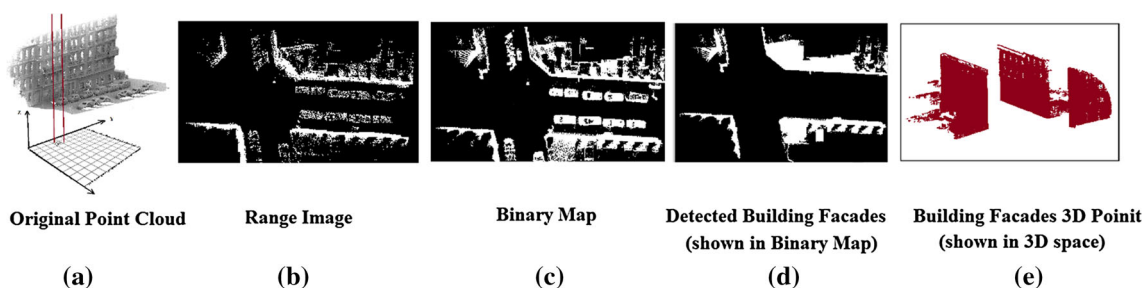 Original Point Cloud
Range Image
Binary Map
Detected Building Facades
(shown in Binary Map)
Building Facades 3D Poinit
(shown in 3D space)
(a)
(b)
(c)
(d)
(e)